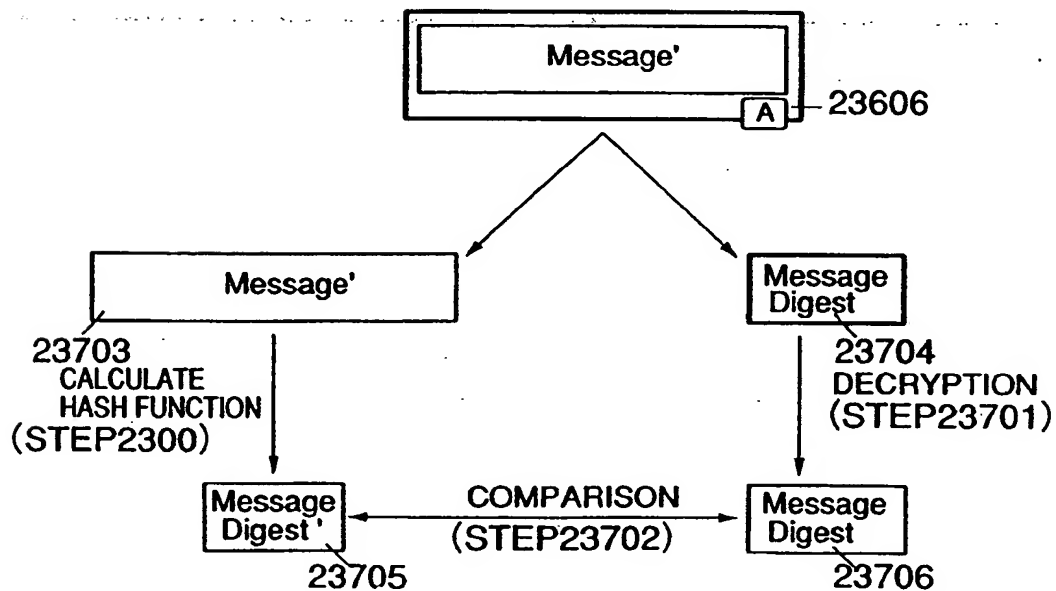 Message'
A
23606
Message'
Message
Digest
23703
23704
CALCULATE
HASH FUNCTION
(STEP2300)
DECRYPTION
(STEP23701)
Message
Digest'
COMPARISON
(STEP23702)
Message
Digest
23705
23706